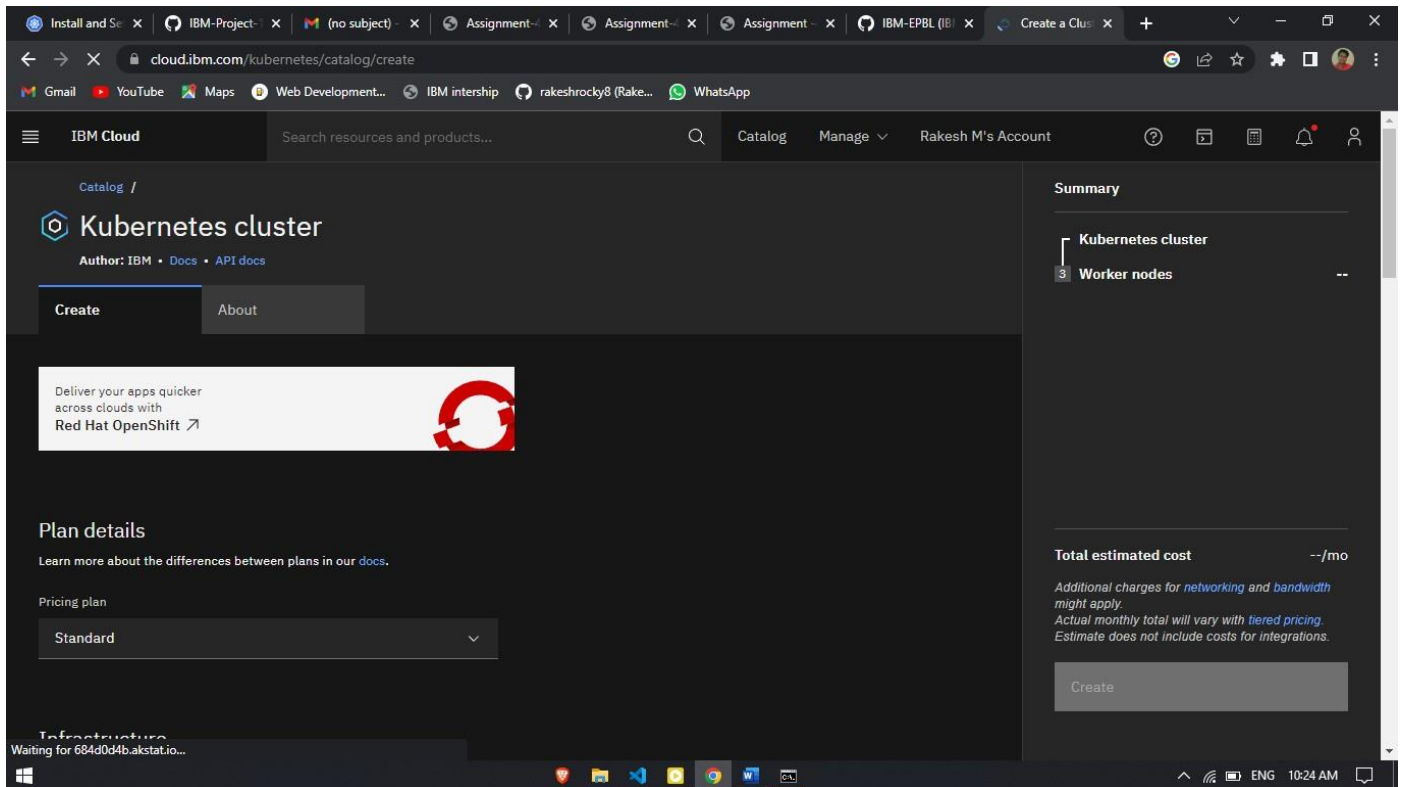 Install and Se
IBM-Project-1
(no subject) -
Assignment-4
Assignment-4
Assignment -
IBM-EPBL (IBI
Create a Clust
cloud.ibm.com/kubernetes/catalog/create
Gmail
YouTube
Maps
Web Development...
IBM intership
rakeshrocky8 (Rake...
WhatsApp
IBM Cloud
Search resources and products...
Catalog
Manage
Rakesh M's Account
Catalog /
Kubernetes cluster
Author: IBM • Docs • API docs
Create
About
Deliver your apps quicker
across clouds with
Red Hat OpenShift
Plan details
Learn more about the differences between plans in our docs.
Pricing plan
Standard
Infrastructure
Waiting for 684d0d4b.akstat.io...
Summary
Kubernetes cluster
3 Worker nodes --
Total estimated cost --/mo
Additional charges for networking and bandwidth
might apply.
Actual monthly total will vary with tiered pricing.
Estimate does not include costs for integrations.
Create
ENG 10:24 AM